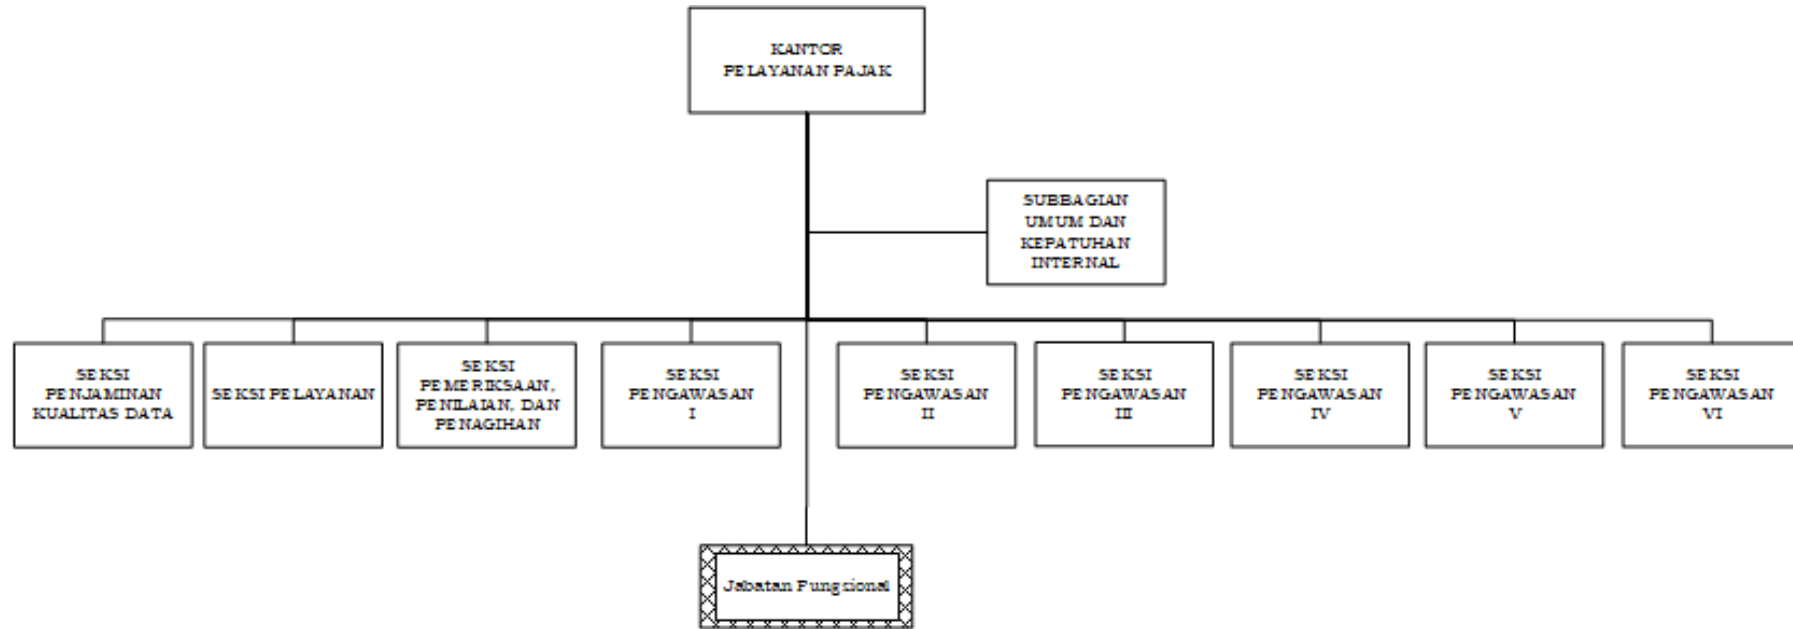 KANTOR
PELAYANAN PAJAK
SUBBAGIAN
UMUM DAN
KEPATUHAN
INTERNAL
SEKSI
PENJAMINAN
KUALITAS DATA
SEKSI PELAYANAN
SEKSI
PEMERIKSAAN,
PENILAIAN, DAN
PENAGIHAN
SEKSI
PENGAWASAN
I
SEKSI
PENGAWASAN
II
SEKSI
PENGAWASAN
III
SEKSI
PENGAWASAN
IV
SEKSI
PENGAWASAN
V
SEKSI
PENGAWASAN
VI
Jabatan Fungsional